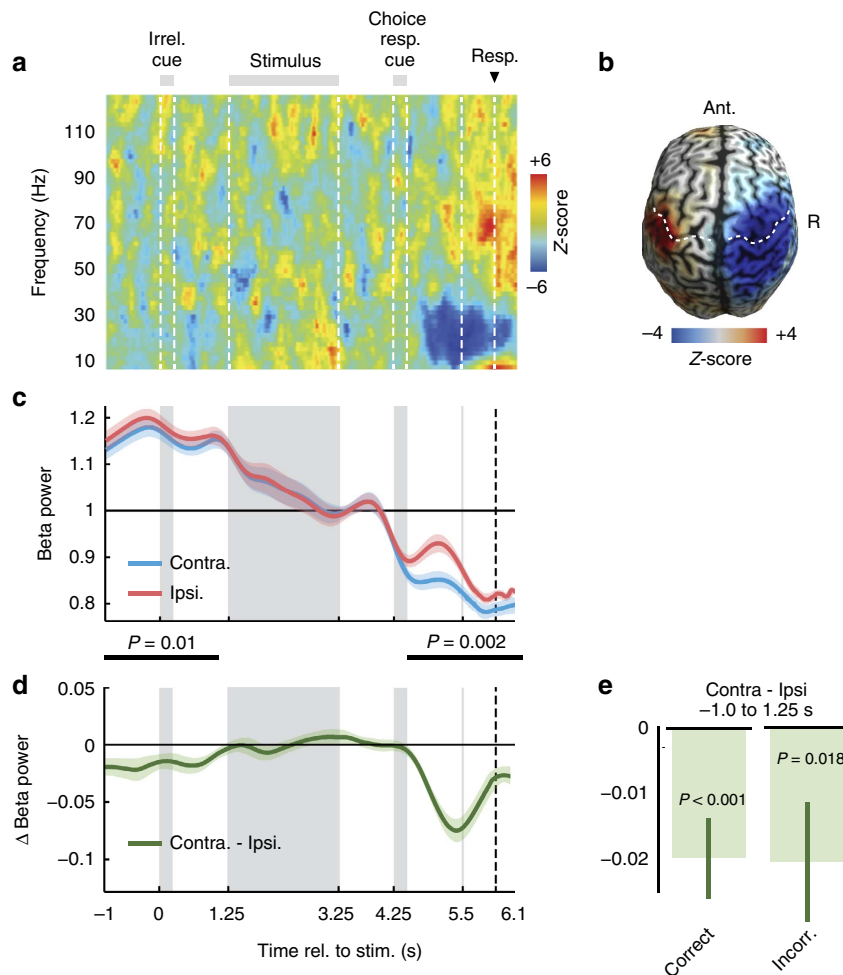 a
Irrel.
cue
Stimulus
Choice
resp.
cue
Resp.
Frequency (Hz)
110
90
70
50
30
10
+6
Z-score
−6
b
Ant.
R
−4
+4
Z-score
c
Beta power
1.2
1.1
1
0.9
0.8
Contra.
Ipsi.
P = 0.01
P = 0.002
d
Δ Beta power
0.05
0
−0.05
−0.1
Contra. - Ipsi.
−1
0
1.25
3.25
4.25
5.5
6.1
Time rel. to stim. (s)
e
Contra - Ipsi
−1.0 to 1.25 s
0
−0.01
−0.02
P < 0.001
P = 0.018
Correct
Incorr.